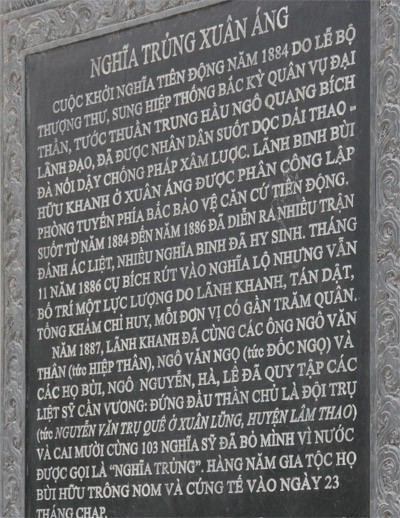 NGHĨA TRỦNG XUÂN ÁNG
CUỘC KHỞI NGHĨA TIÊN ĐỘNG NĂM 1884 DO LỄ BỘ
THƯỢNG THƯ, SUNG HIỆP THỐNG BẮC KỲ QUÂN VỤ ĐẠI
THẦN, TƯỚC THUẦN TRUNG HẦU NGÔ QUANG BÍCH
LÃNH ĐẠO, ĐÃ ĐƯỢC NHÂN DÂN SUỐT DỌC DẢI THAO -
ĐÀ NỔI DẬY CHỐNG PHÁP XÂM LƯỢC. LÃNH BINH BÙI
HỮU KHANH Ở XUÂN ÁNG ĐƯỢC PHÂN CÔNG LẬP
PHÒNG TUYẾN PHÍA BẮC BẢO VỆ CĂN CỨ TIÊN ĐỘNG.
SUỐT TỪ NĂM 1884 ĐẾN NĂM 1886 ĐÃ DIỄN RA NHIỀU TRẬN
ĐÁNH ÁC LIỆT, NHIỀU NGHĨA BINH ĐÃ HY SINH. THÁNG
11 NĂM 1886 CỤ BÍCH RÚT VÀO NGHĨA LỘ NHƯNG VẪN
BỐ TRÍ MỘT LỰC LƯỢNG DO LÃNH KHANH, TÁN DẬT,
TỔNG KHÂM CHỈ HUY, MỖI ĐƠN VỊ CÓ GẦN TRĂM QUÂN.
NĂM 1887, LÃNH KHANH ĐÃ CÙNG CÁC ÔNG NGÔ VĂN
THÂN (tức HIỆP THÂN), NGÔ VĂN NGỌ (tức ĐỐC NGỌ) VÀ
CÁC HỌ BÙI, NGÔ NGUYỄN, HÀ, LÊ ĐÃ QUY TẬP CÁC
LIỆT SỸ CẦN VƯƠNG: ĐỨNG ĐẦU THẦN CHỦ LÀ ĐỘI TRỤ
(tức NGUYỄN VĂN TRỤ QUÊ Ở XUÂN LŨNG, HUYỆN LÂM THAO)
VÀ CAI MƯỜI CÙNG 103 NGHĨA SỸ ĐÃ BỎ MÌNH VÌ NƯỚC
ĐƯỢC GỌI LÀ "NGHĨA TRỦNG". HÀNG NĂM GIA TỘC HỌ
BÙI HỮU TRÔNG NOM VÀ CÚNG TẾ VÀO NGÀY 23
THÁNG CHẠP.